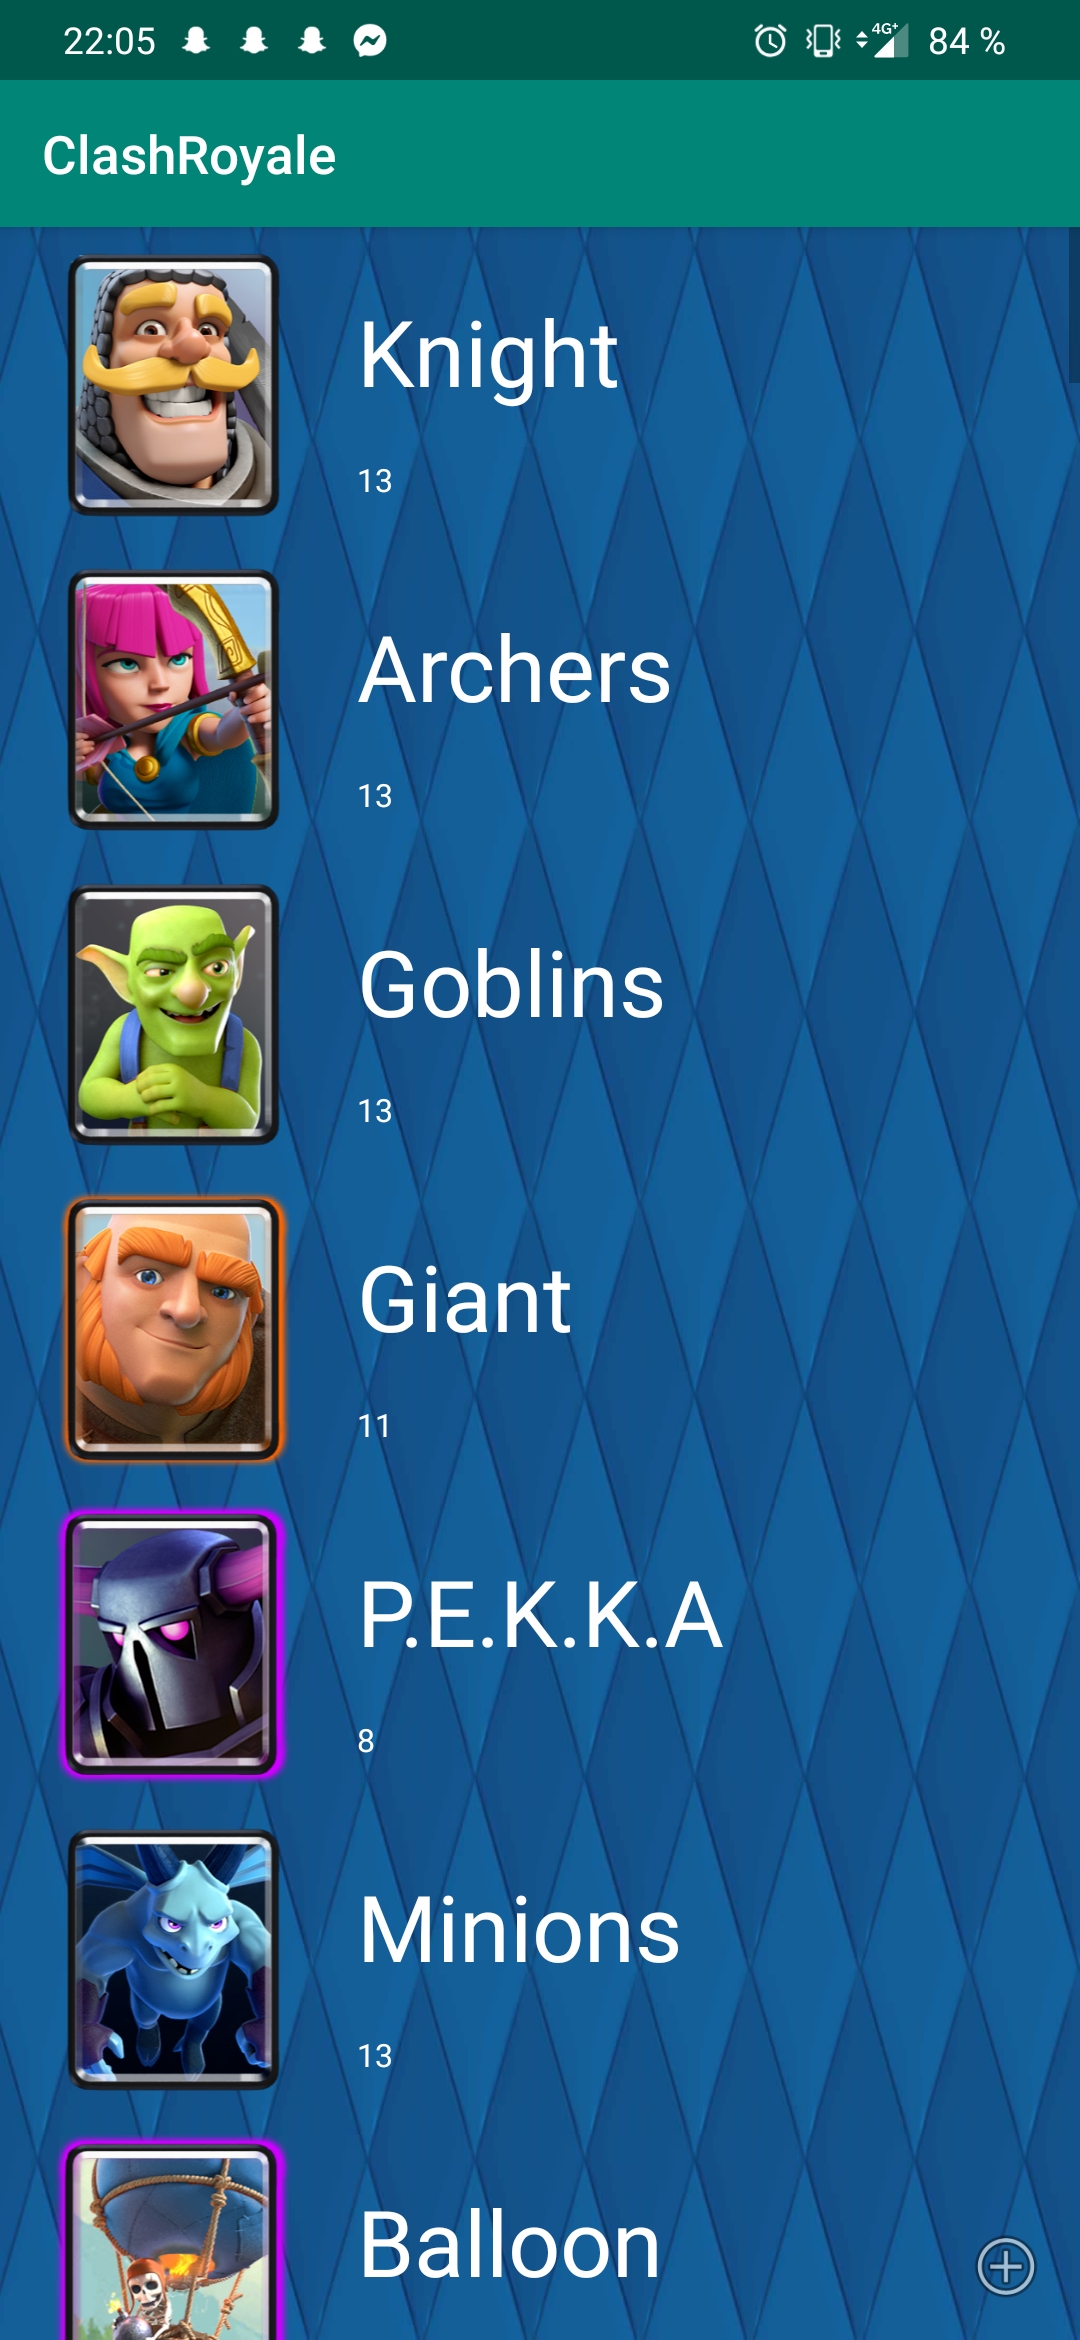 22:05 4G+ 84 %
ClashRoyale
Knight
13
Archers
13
Goblins
13
Giant
11
P.E.K.K.A
8
Minions
13
Balloon